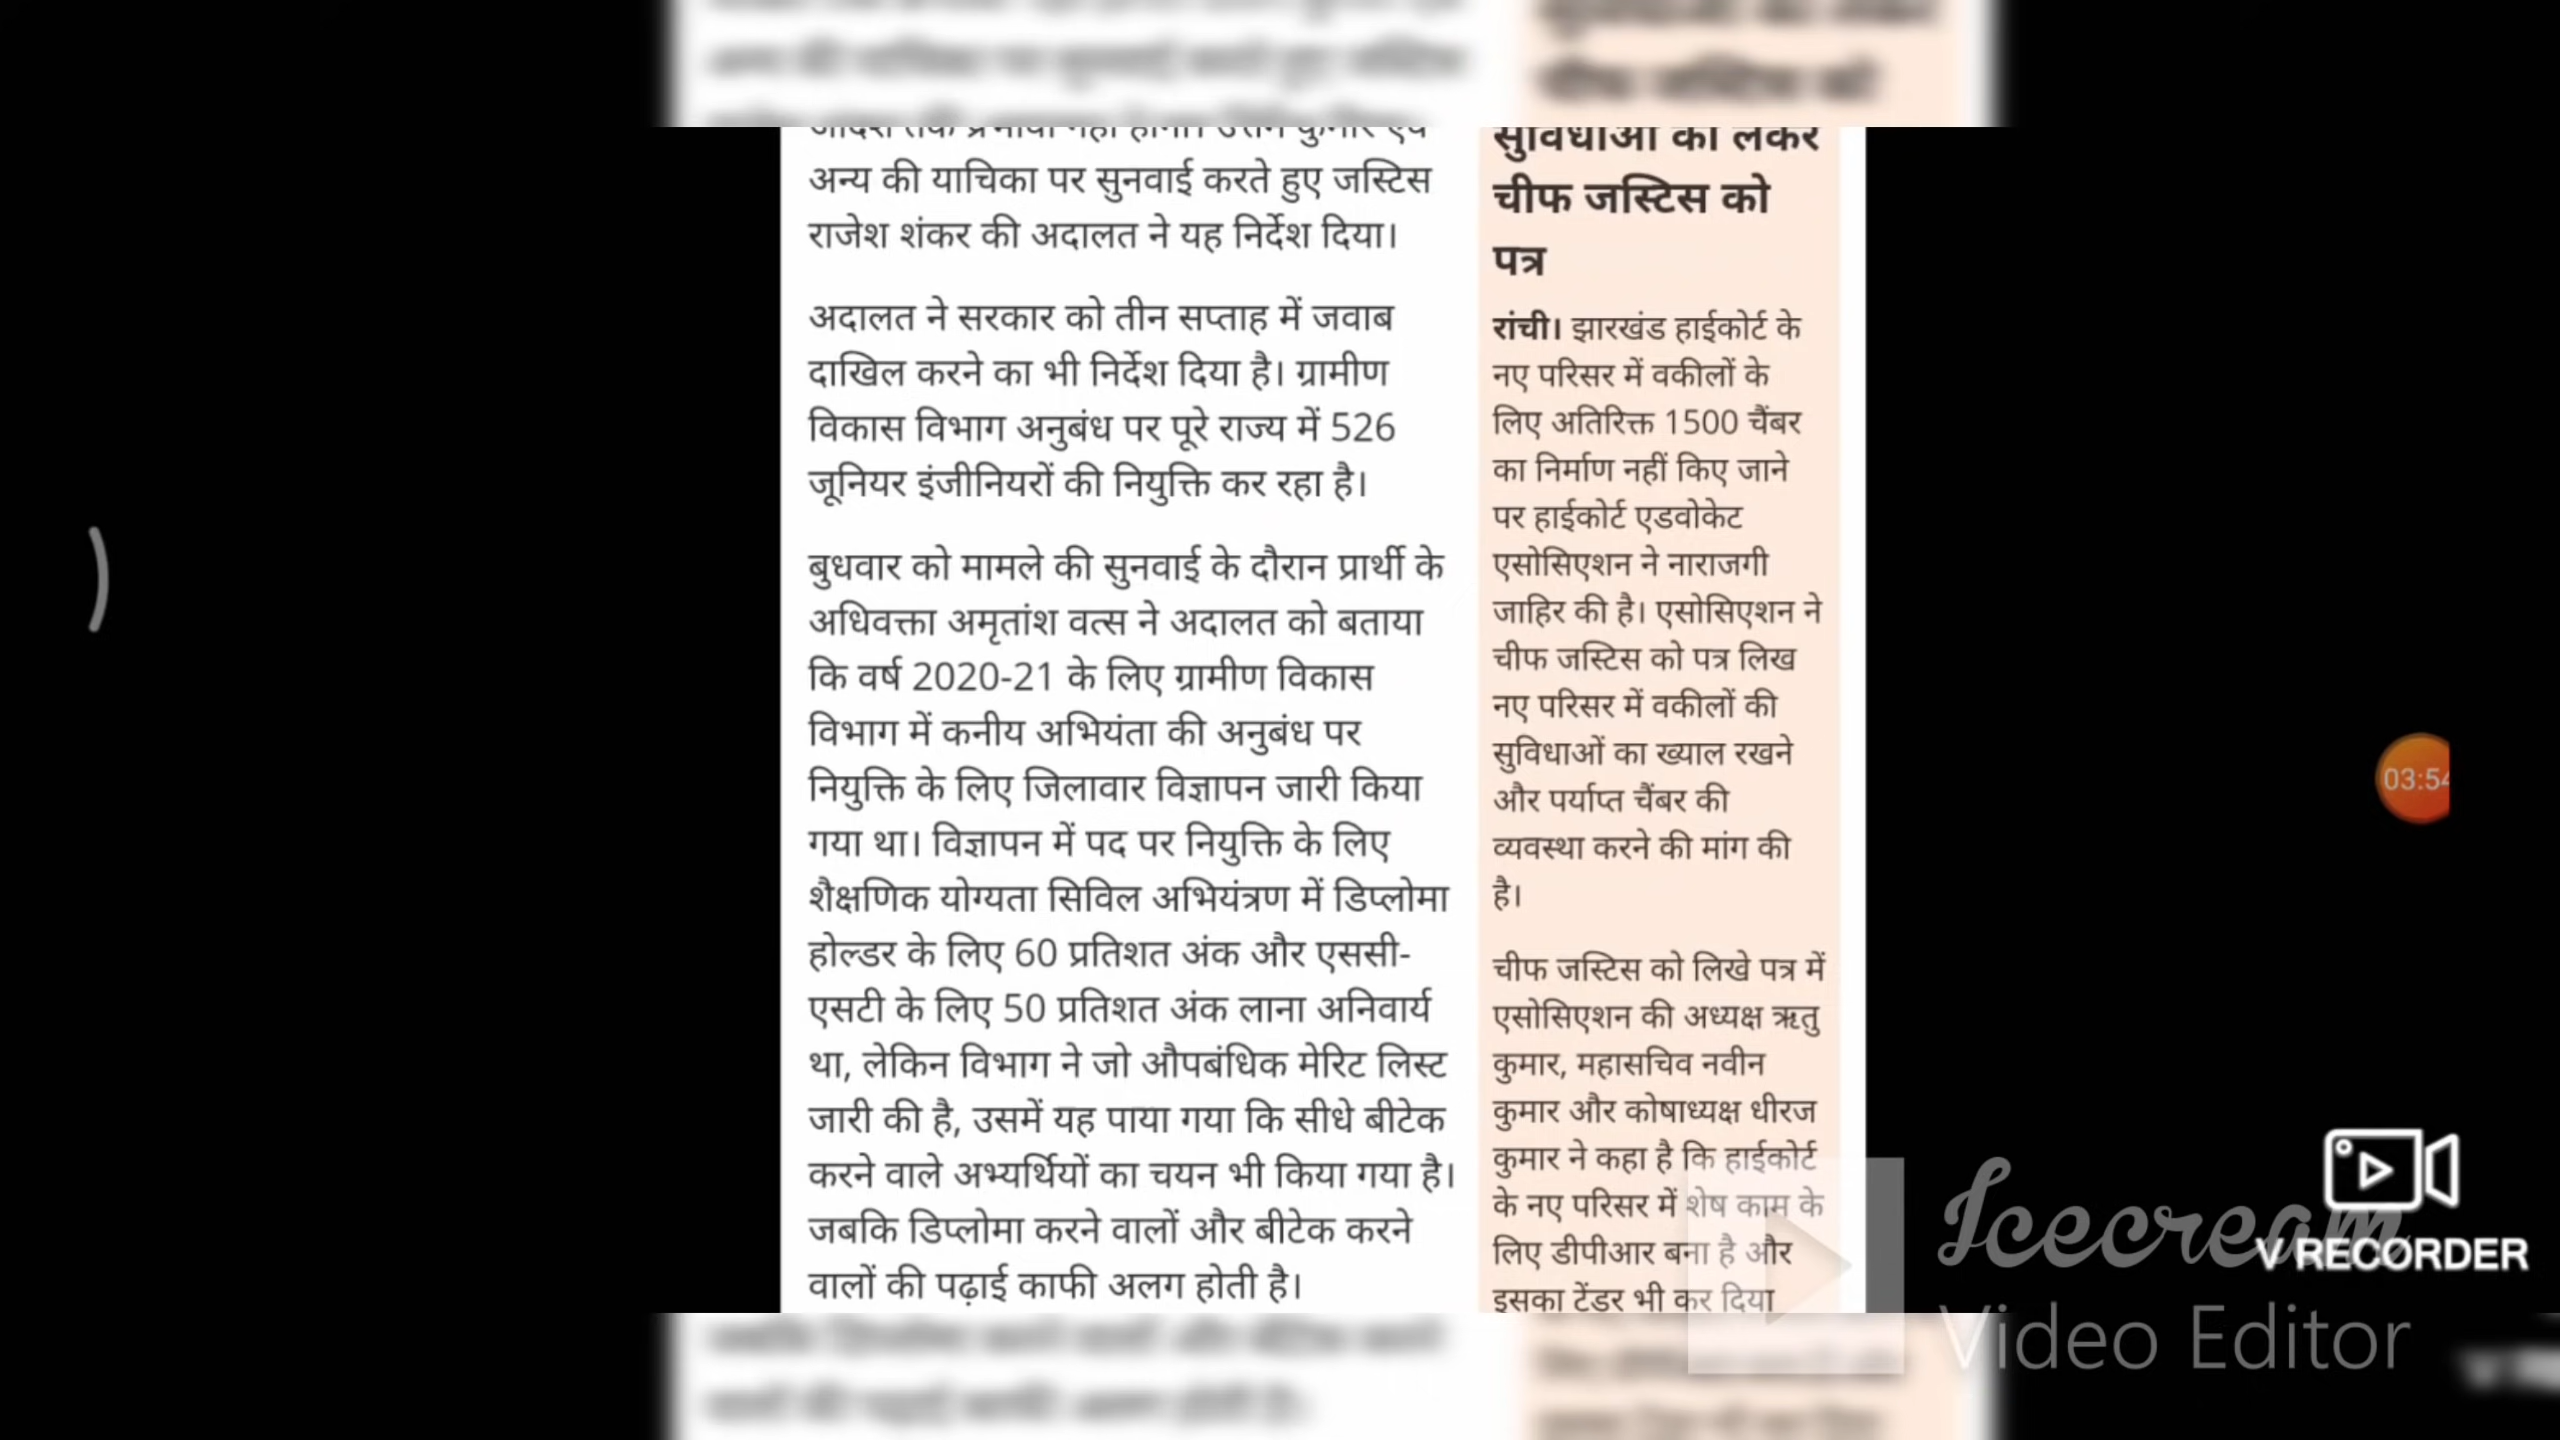 अन्य की याचिका पर सुनवाई करते हुए जस्टिस
राजेश शंकर की अदालत ने यह निर्देश दिया।
अदालत ने सरकार को तीन सप्ताह में जवाब
दाखिल करने का भी निर्देश दिया है। ग्रामीण
विकास विभाग अनुबंध पर पूरे राज्य में 526
जूनियर इंजीनियरों की नियुक्ति कर रहा है।
बुधवार को मामले की सुनवाई के दौरान प्रार्थी के
अधिवक्ता अमृतांश वत्स ने अदालत को बताया
कि वर्ष 2020-21 के लिए ग्रामीण विकास
विभाग में कनीय अभियंता की अनुबंध पर
नियुक्ति के लिए जिलावार विज्ञापन जारी किया
गया था। विज्ञापन में पद पर नियुक्ति के लिए
शैक्षणिक योग्यता सिविल अभियंत्रण में डिप्लोमा
होल्डर के लिए 60 प्रतिशत अंक और एससी-
एसटी के लिए 50 प्रतिशत अंक लाना अनिवार्य
था, लेकिन विभाग ने जो औपबंधिक मेरिट लिस्ट
जारी की है, उसमें यह पाया गया कि सीधे बीटेक
करने वाले अभ्यर्थियों का चयन भी किया गया है।
जबकि डिप्लोमा करने वालों और बीटेक करने
वालों की पढ़ाई काफी अलग होती है।
सुविधाओं को लेकर
चीफ जस्टिस को
पत्र
रांची। झारखंड हाईकोर्ट के
नए परिसर में वकीलों के
लिए अतिरिक्त 1500 चैंबर
का निर्माण नहीं किए जाने
पर हाईकोर्ट एडवोकेट
एसोसिएशन ने नाराजगी
जाहिर की है। एसोसिएशन ने
चीफ जस्टिस को पत्र लिख
नए परिसर में वकीलों की
सुविधाओं का ख्याल रखने
और पर्याप्त चैंबर की
व्यवस्था करने की मांग की
है।
चीफ जस्टिस को लिखे पत्र में
एसोसिएशन की अध्यक्ष ऋतु
कुमार, महासचिव नवीन
कुमार और कोषाध्यक्ष धीरज
कुमार ने कहा है कि हाईकोर्ट
के नए परिसर में शेष काम के
लिए डीपीआर बना है और
इसका टेंडर भी कर दिया
03:54
V RECORDER
Icecream
Video Editor